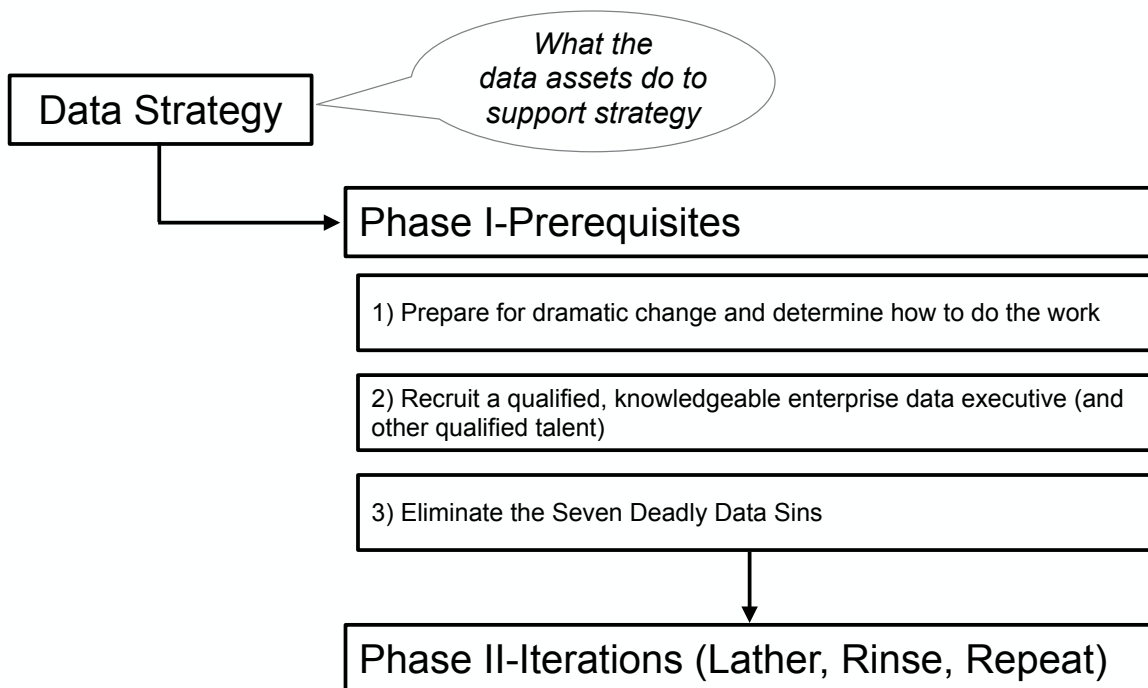 What the
data assets do to
support strategy
Data Strategy
Phase I-Prerequisites
1) Prepare for dramatic change and determine how to do the work
2) Recruit a qualified, knowledgeable enterprise data executive (and
other qualified talent)
3) Eliminate the Seven Deadly Data Sins
Phase II-Iterations (Lather, Rinse, Repeat)